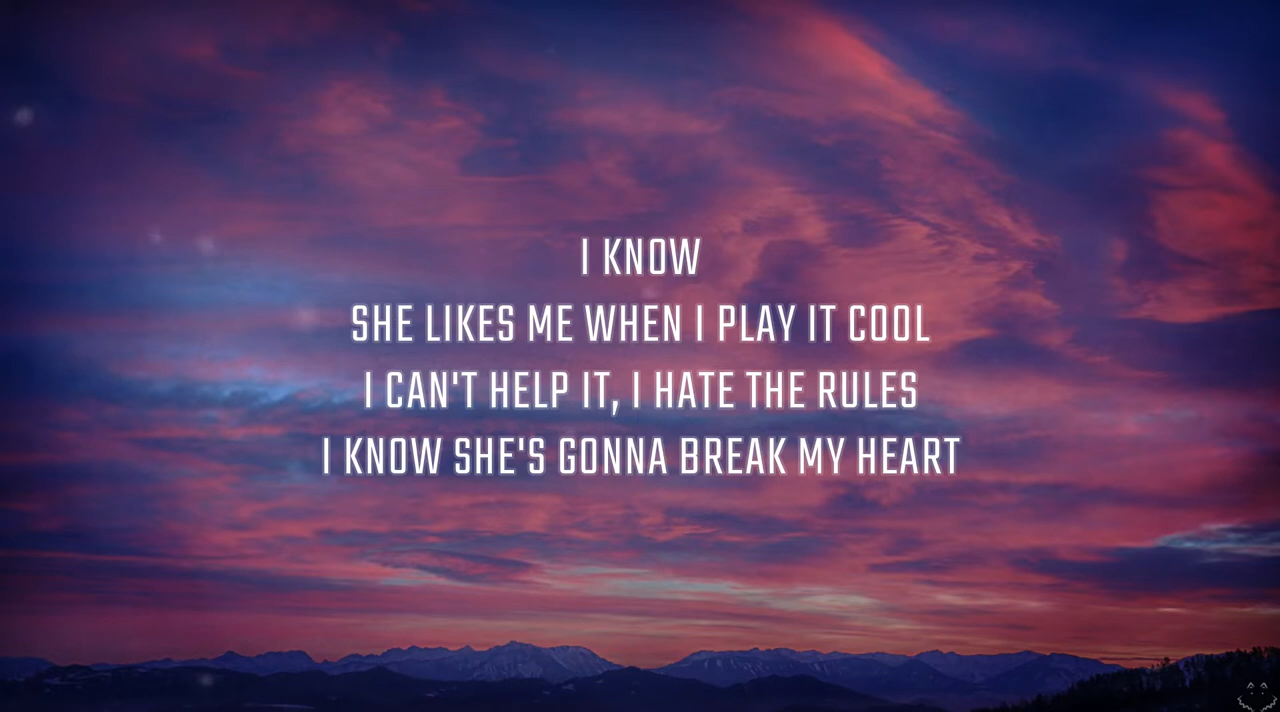 I KNOW
SHE LIKES ME WHEN I PLAY IT COOL
I CAN'T HELP IT, I HATE THE RULES
I KNOW SHE'S GONNA BREAK MY HEART